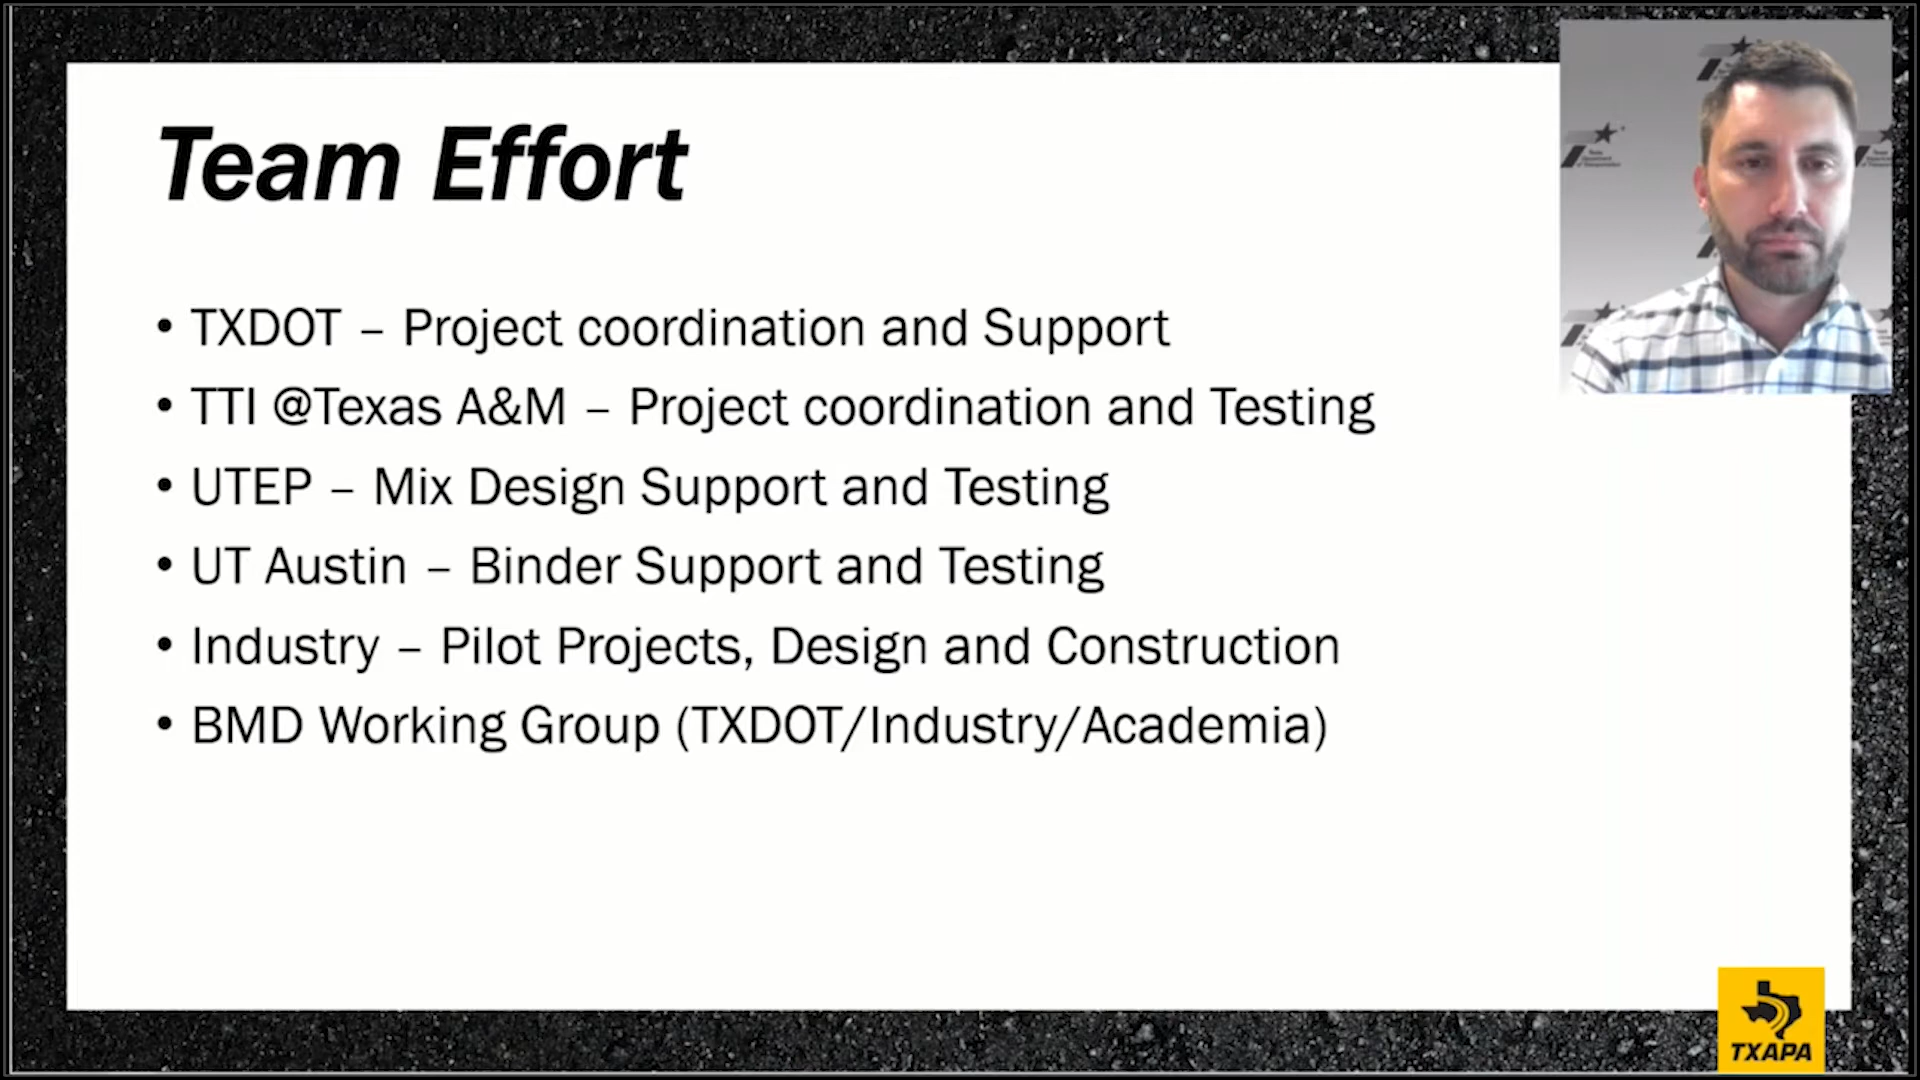 Team Effort
• TXDOT – Project coordination and Support
• TTI @Texas A&M – Project coordination and Testing
• UTEP – Mix Design Support and Testing
• UT Austin – Binder Support and Testing
• Industry – Pilot Projects, Design and Construction
• BMD Working Group (TXDOT/Industry/Academia)
TXAPA